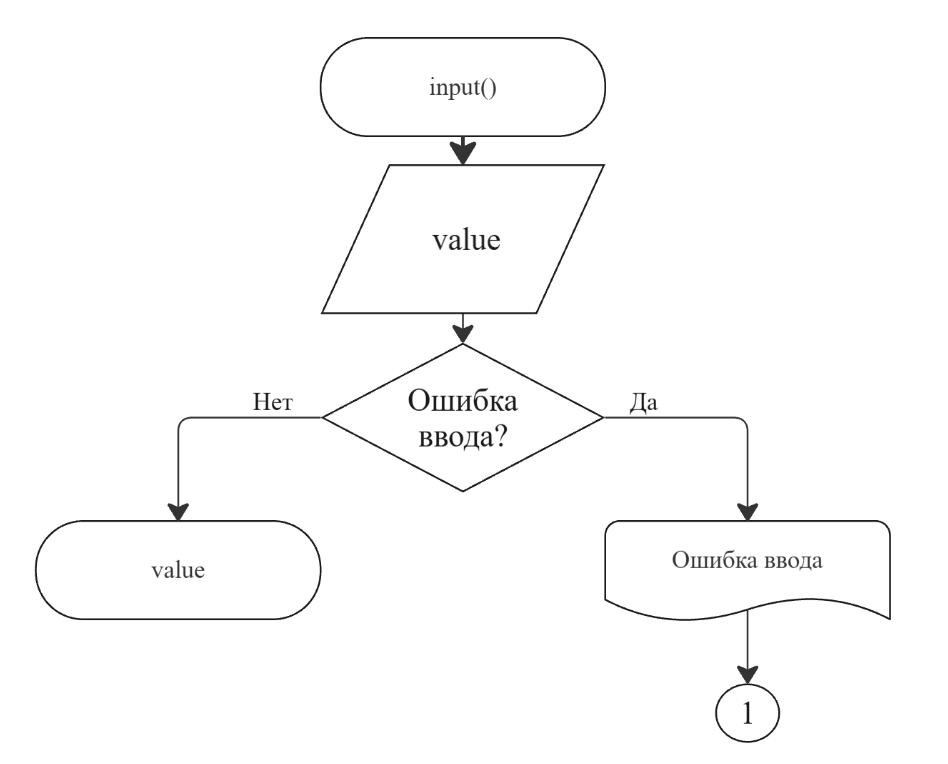 input()
value
Ошибка
ввода?
Нет
Да
value
Ошибка ввода
1